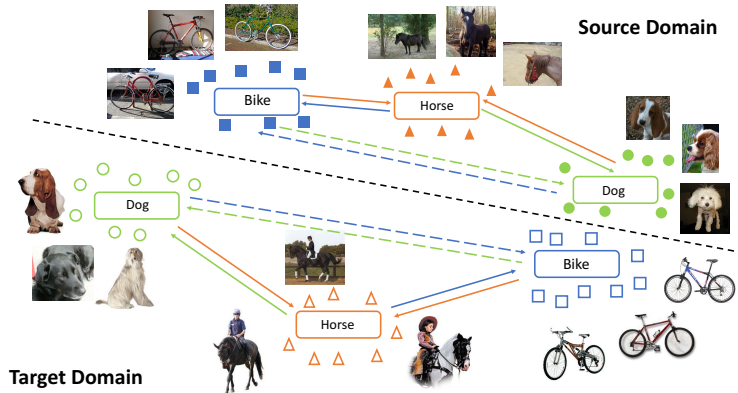 Source Domain
Bike
Horse
Dog
Dog
Bike
Horse
Target Domain